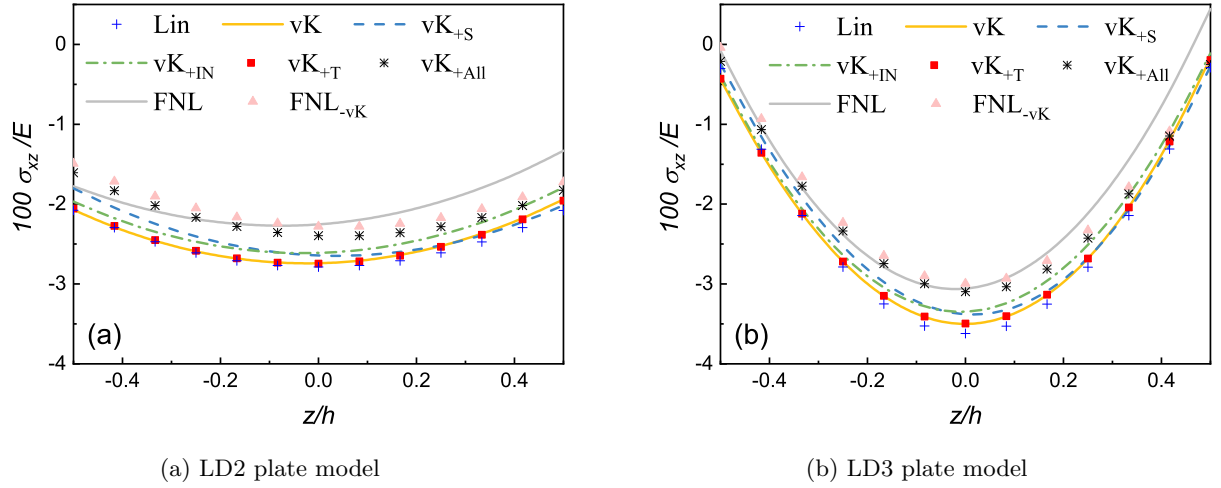 0
-1
-2
-3
-4
100 σxz /E
Lin vK vK+S
vK+IN vK+T vK+All
FNL FNL-vK
(a)
-0.4 -0.2 0.0 0.2 0.4
z/h
(a) LD2 plate model
0
-1
-2
-3
-4
100 σxz /E
Lin vK vK+S
vK+IN vK+T vK+All
FNL FNL-vK
(b)
-0.4 -0.2 0.0 0.2 0.4
z/h
(b) LD3 plate model